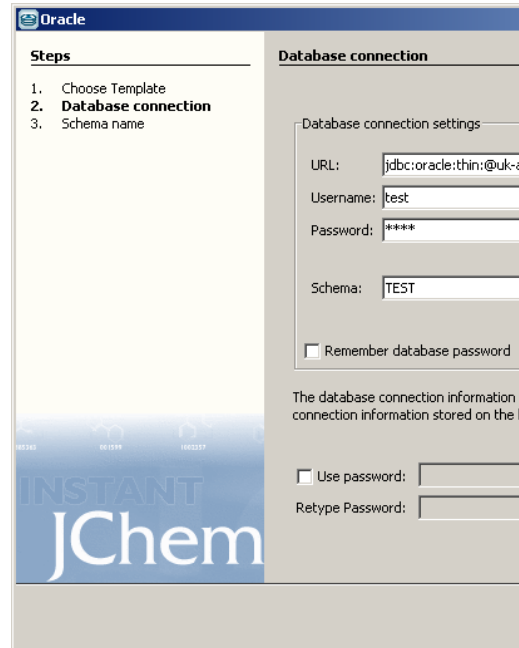 Oracle
Steps
1. Choose Template
2. Database connection
3. Schema name
Database connection
Database connection settings
URL: jdbc:oracle:thin:@uk-a
Username: test
Password: ****
Schema: TEST
Remember database password
The database connection information
connection information stored on the
Use password:
Retype Password:
001599
1002257
INSTANT
JChem